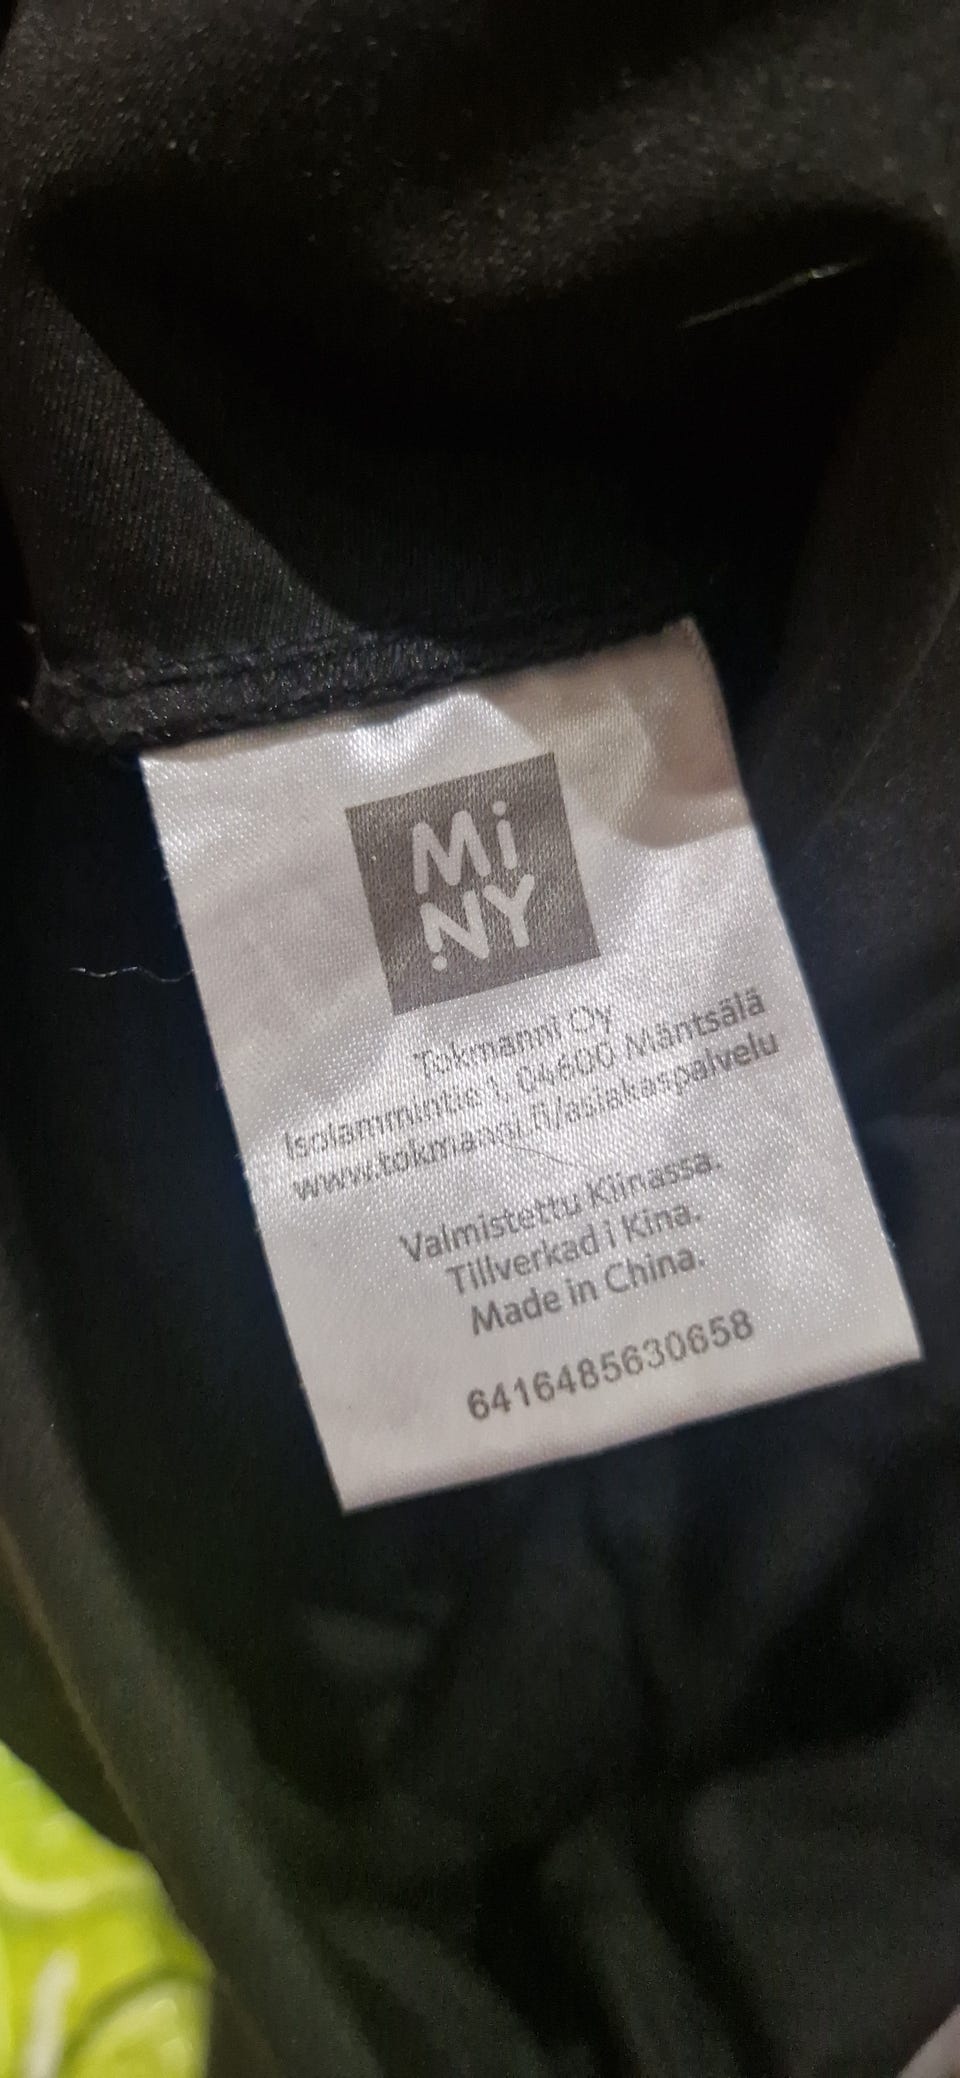 Mi
NY
Tokmanni Oy
Isolammintie 1, 04600 Mäntsälä
www.tokmanni.fi/asiakaspalvelu
Valmistettu Kiinassa.
Tillverkad i Kina.
Made in China.
6416485630658